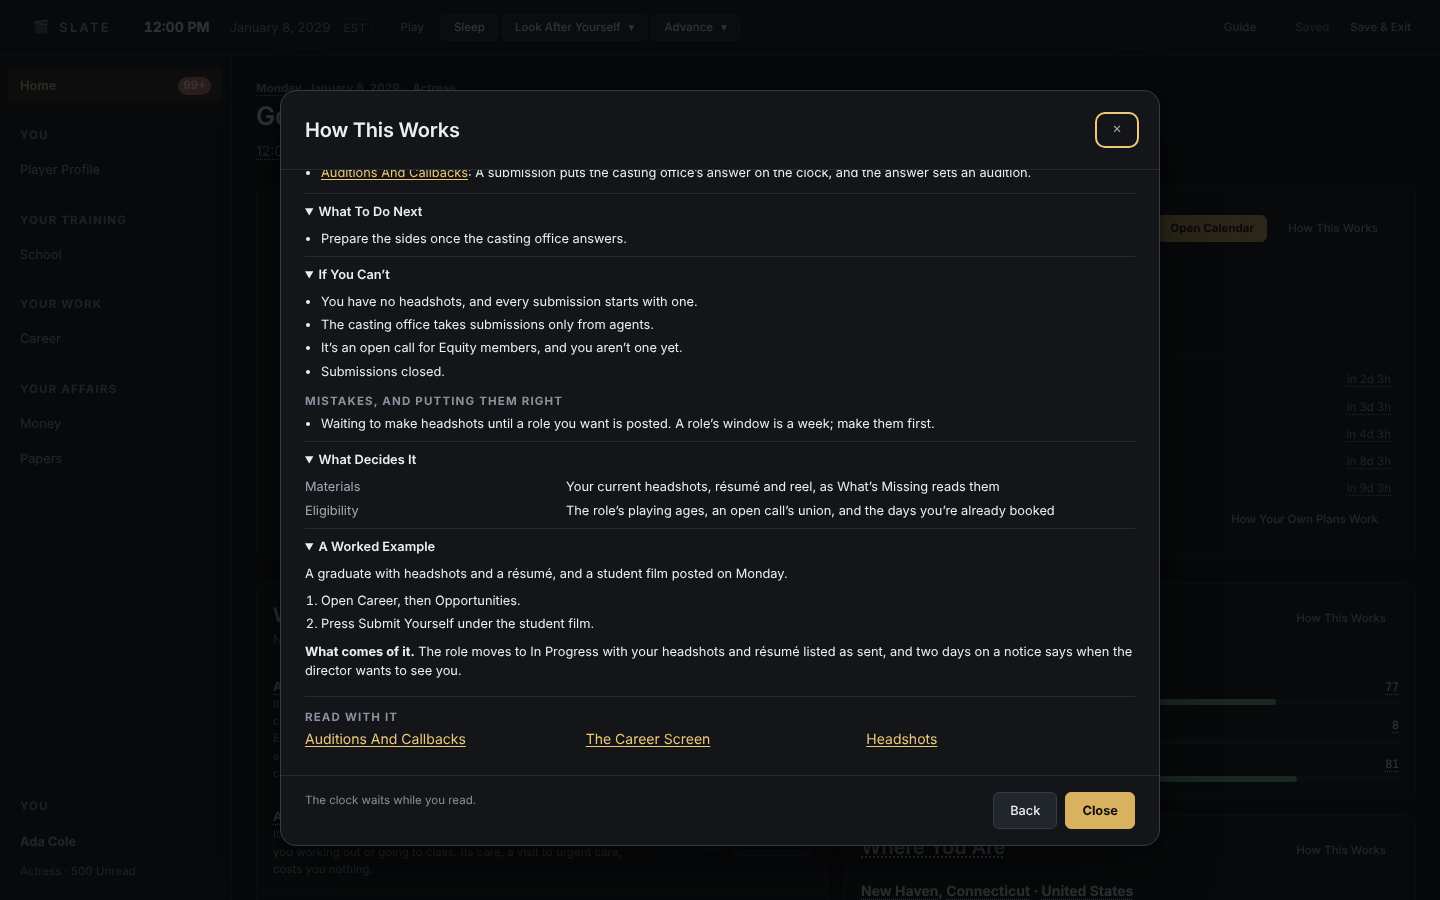 SLATE
12:00 PM
January 8, 2029
EST
Play
Sleep
Look After Yourself
Advance
Guide
Saved
Save & Exit
Home
99+
YOU
Player Profile
YOUR TRAINING
School
YOUR WORK
Career
YOUR AFFAIRS
Money
Papers
YOU
Ada Cole
Actress · 500 Unread
Monday, January 8, 2029 · Actress
Open Calendar
How This Works
in 2d 3h
in 3d 3h
in 4d 3h
in 8d 3h
in 9d 3h
How Your Own Plans Work
How This Works
×
Auditions And Callbacks: A submission puts the casting office's answer on the clock, and the answer sets an audition.
What To Do Next
Prepare the sides once the casting office answers.
If You Can't
You have no headshots, and every submission starts with one.
The casting office takes submissions only from agents.
It's an open call for Equity members, and you aren't one yet.
Submissions closed.
MISTAKES, AND PUTTING THEM RIGHT
Waiting to make headshots until a role you want is posted. A role's window is a week; make them first.
What Decides It
Materials
Your current headshots, résumé and reel, as What's Missing reads them
Eligibility
The role's playing ages, an open call's union, and the days you're already booked
A Worked Example
A graduate with headshots and a résumé, and a student film posted on Monday.
1. Open Career, then Opportunities.
2. Press Submit Yourself under the student film.
What comes of it. The role moves to In Progress with your headshots and résumé listed as sent, and two days on a notice says when the
director wants to see you.
READ WITH IT
Auditions And Callbacks
The Career Screen
Headshots
The clock waits while you read.
Back
Close
How This Works
77
8
81
you working out or going to class. Its care, a visit to urgent care,
costs you nothing.
Where You Are
How This Works
New Haven, Connecticut · United States